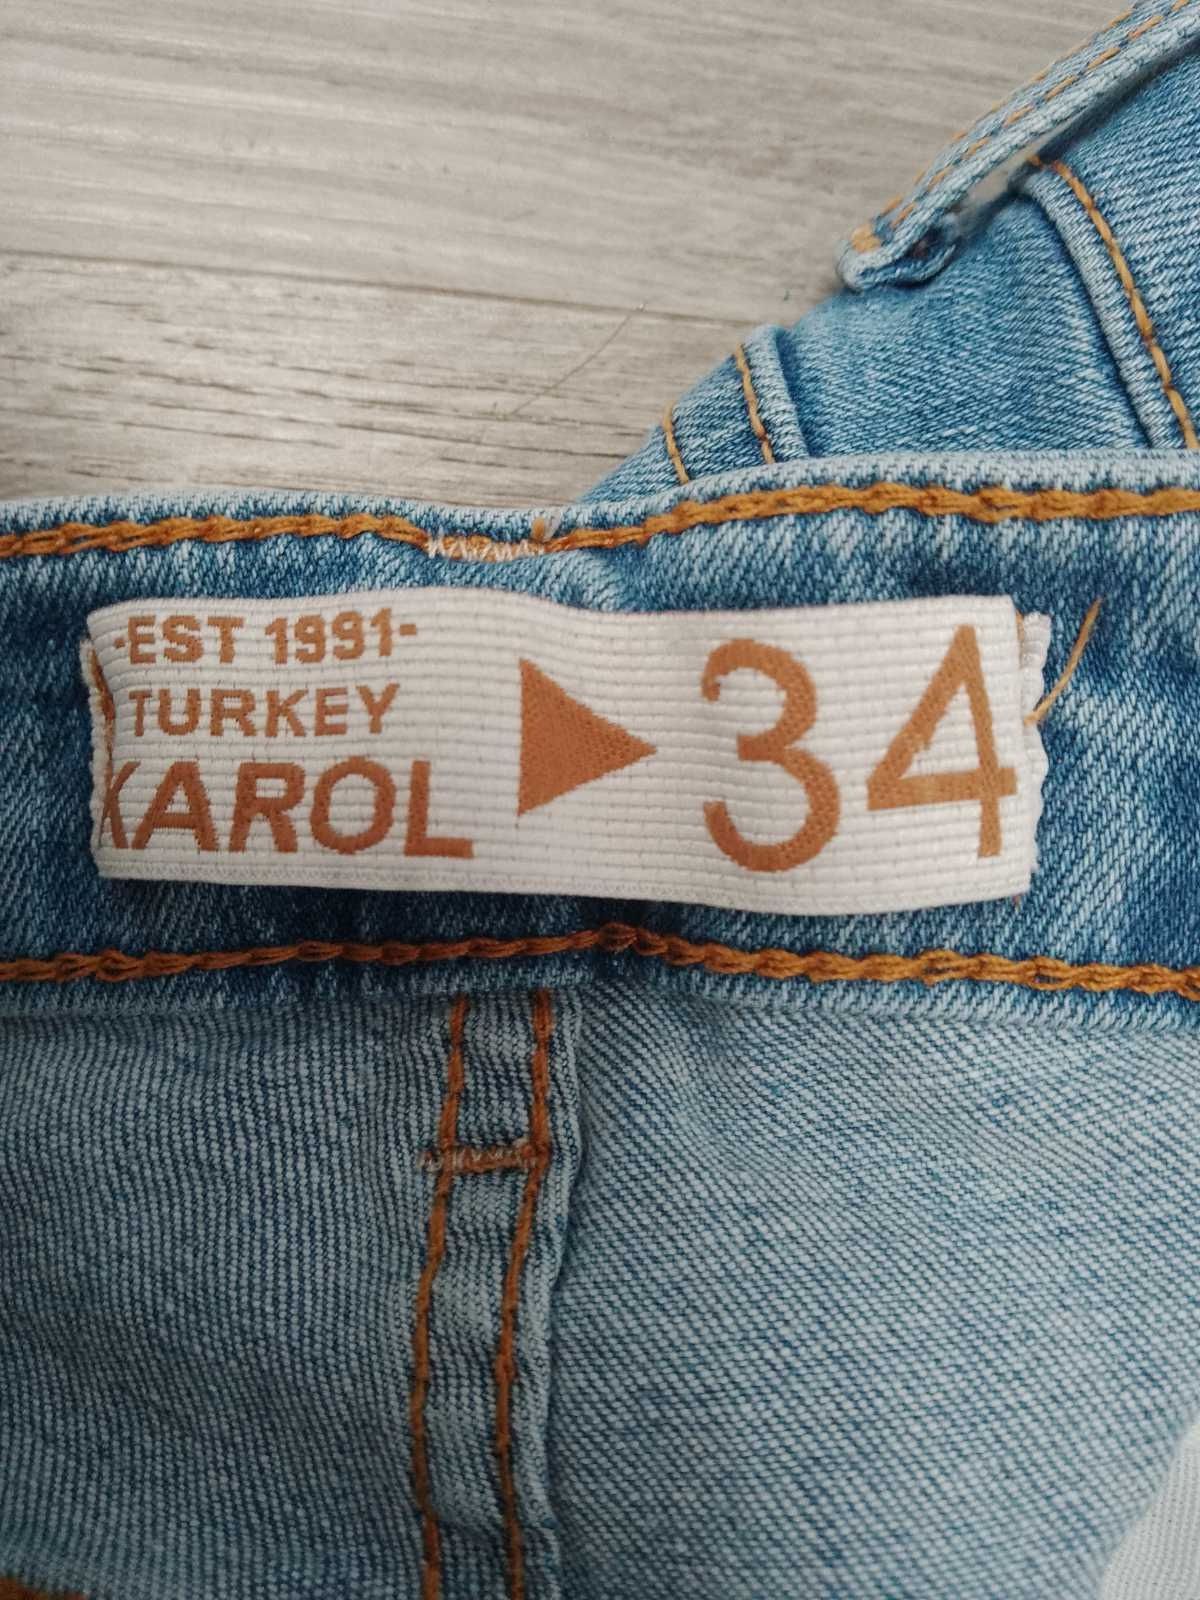 -EST 1991-
TURKEY
KAROL
34